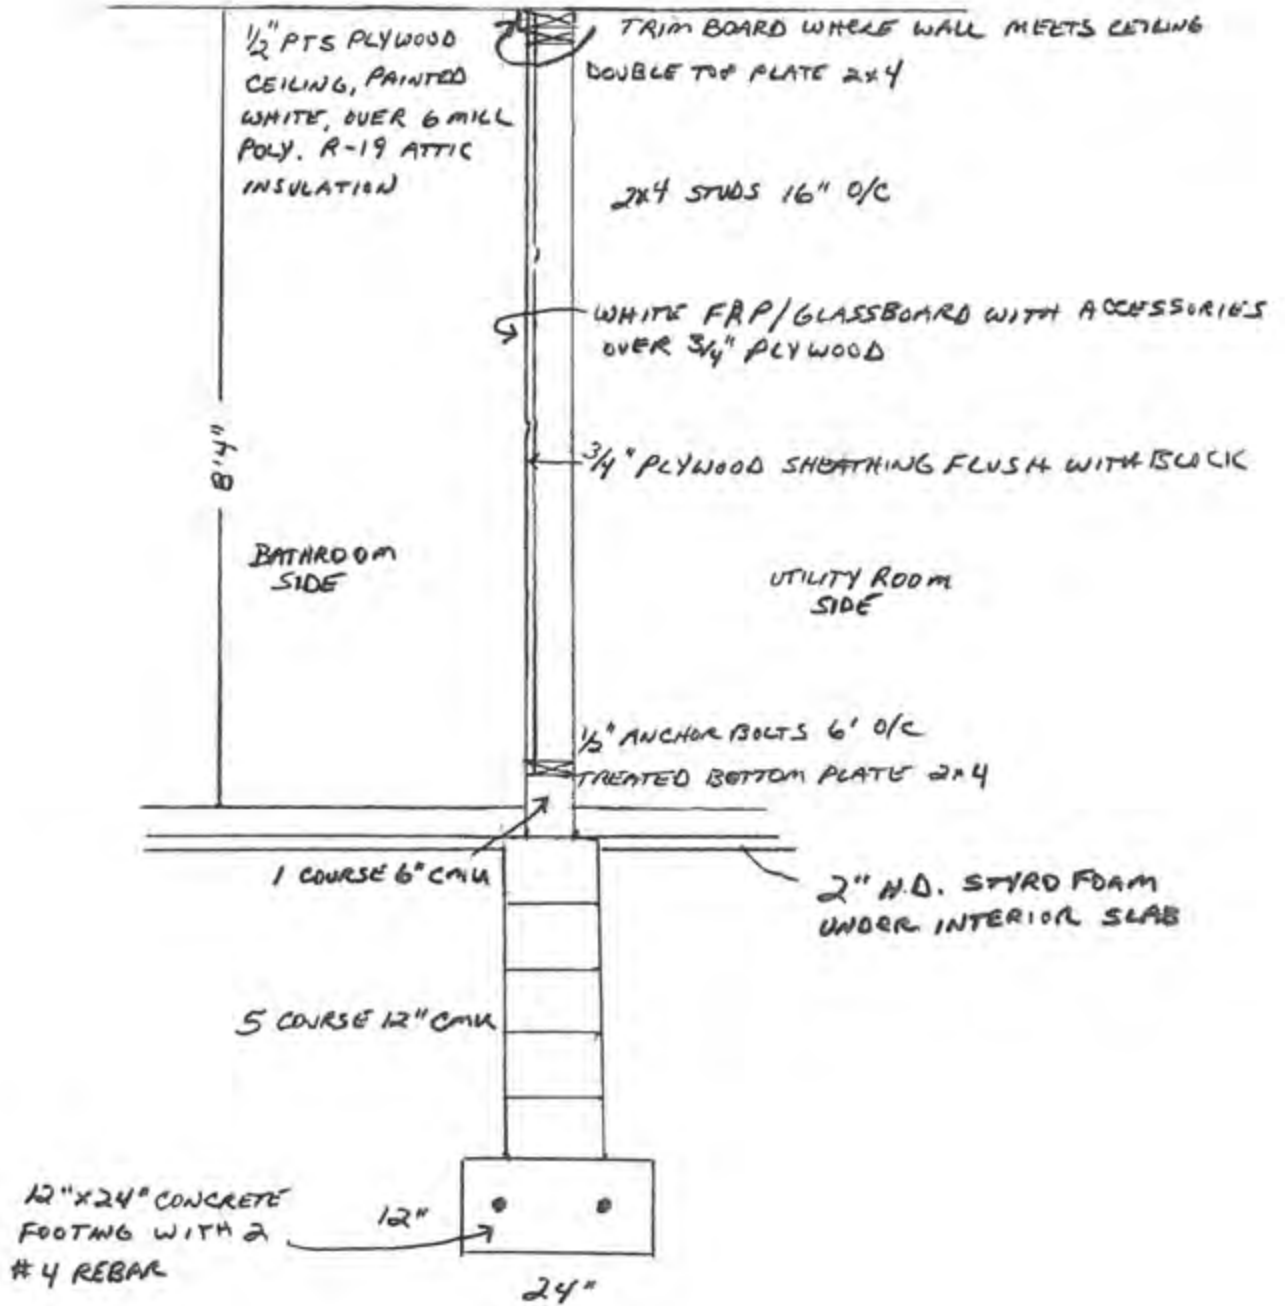 1/2" PTS PLYWOOD
CEILING, PAINTED
WHITE, OVER 6 MILL
POLY. R-19 ATTIC
INSULATION
TRIM BOARD WHERE WALL MEETS CEILING
DOUBLE TOP PLATE 2x4
2x4 STUDS 16" O/C
WHITE FRP/GLASSBOARD WITH ACCESSORIES
OVER 3/4" PLYWOOD
8'4"
3/4" PLYWOOD SHEATHING FLUSH WITH BLOCK
BATHROOM
SIDE
UTILITY ROOM
SIDE
1/2" ANCHOR BOLTS 6' O/C
TREATED BOTTOM PLATE 2x4
1 COURSE 6" CMU
2" H.D. STYRO FOAM
UNDER INTERIOR SLAB
5 COURSE 12" CMU
12"x24" CONCRETE
FOOTING WITH 2
#4 REBAR
12"
24"